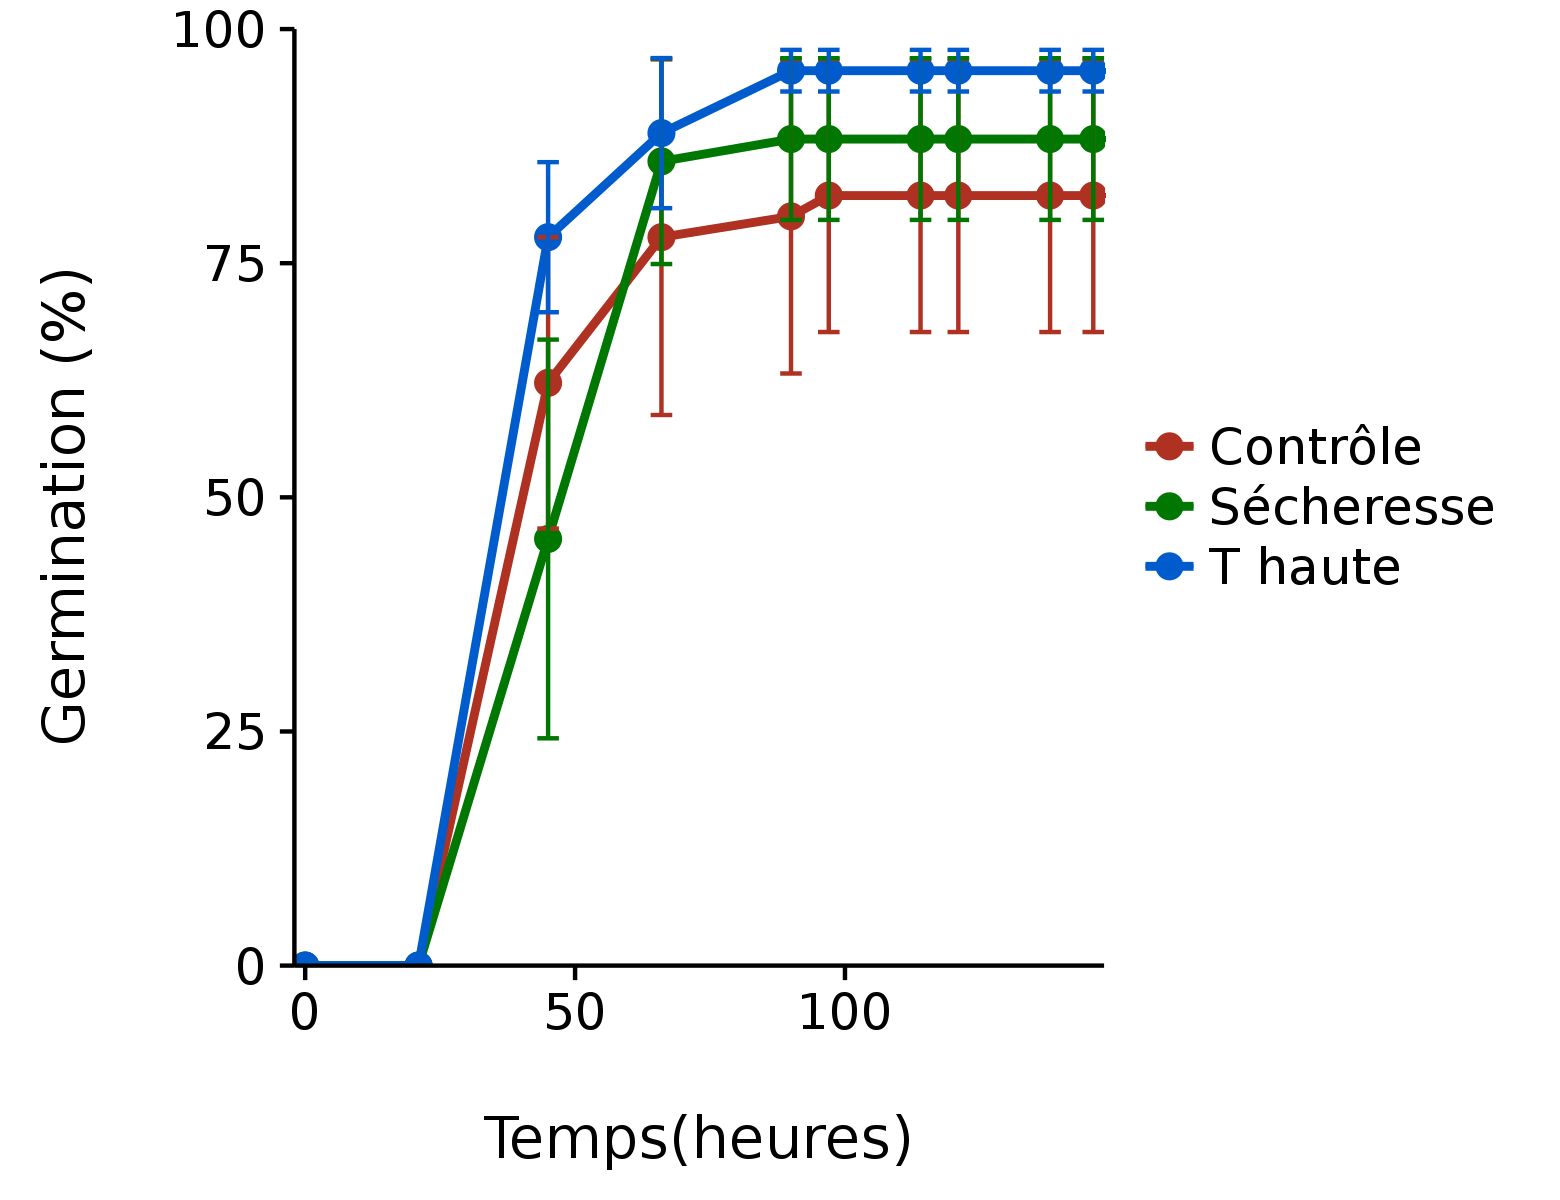 Germination (%)
100
75
50
25
0
0 50 100
Temps(heures)
Contrôle
Sécheresse
T haute